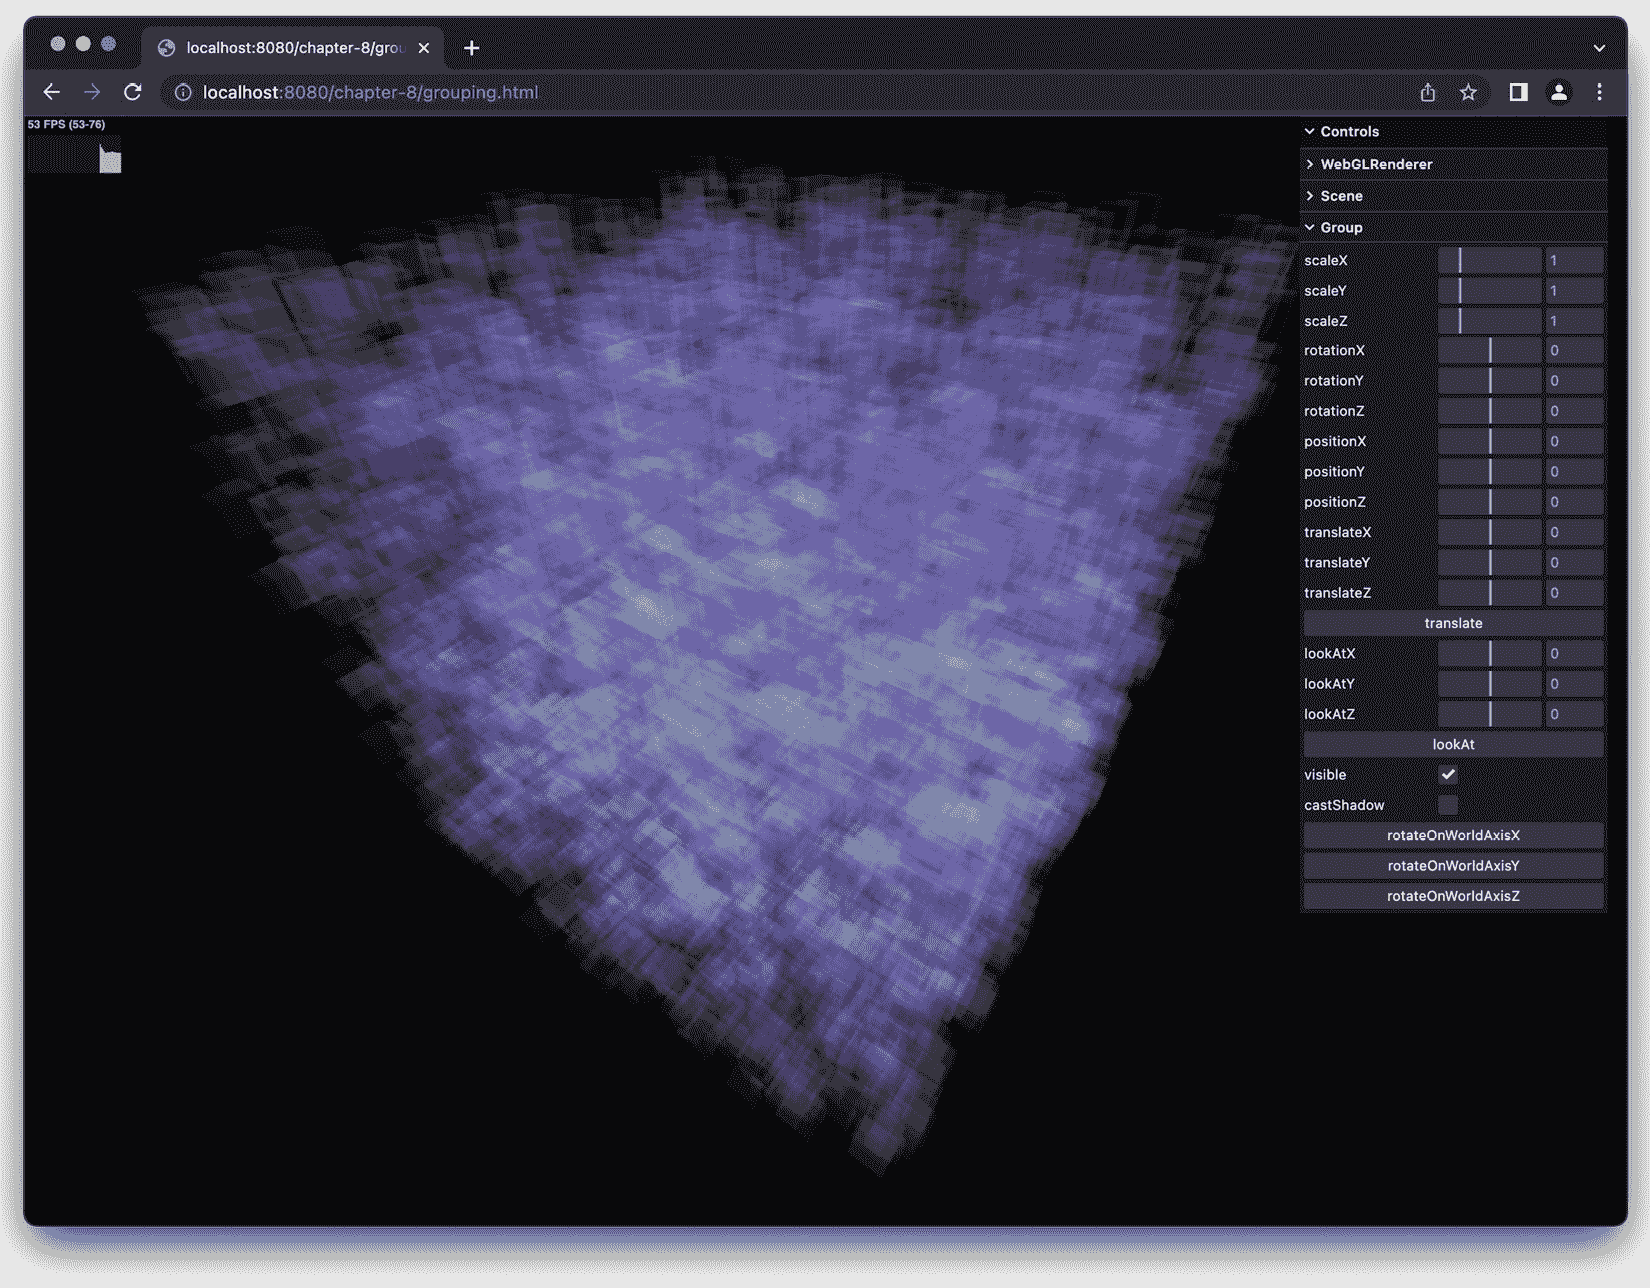 localhost:8080/chapter-8/grou
localhost:8080/chapter-8/grouping.html
53 FPS (53-76)
Controls
WebGLRenderer
Scene
Group
scaleX 1
scaleY 1
scaleZ 1
rotationX 0
rotationY 0
rotationZ 0
positionX 0
positionY 0
positionZ 0
translateX 0
translateY 0
translateZ 0
translate
lookAtX 0
lookAtY 0
lookAtZ 0
lookAt
visible
castShadow
rotateOnWorldAxisX
rotateOnWorldAxisY
rotateOnWorldAxisZ